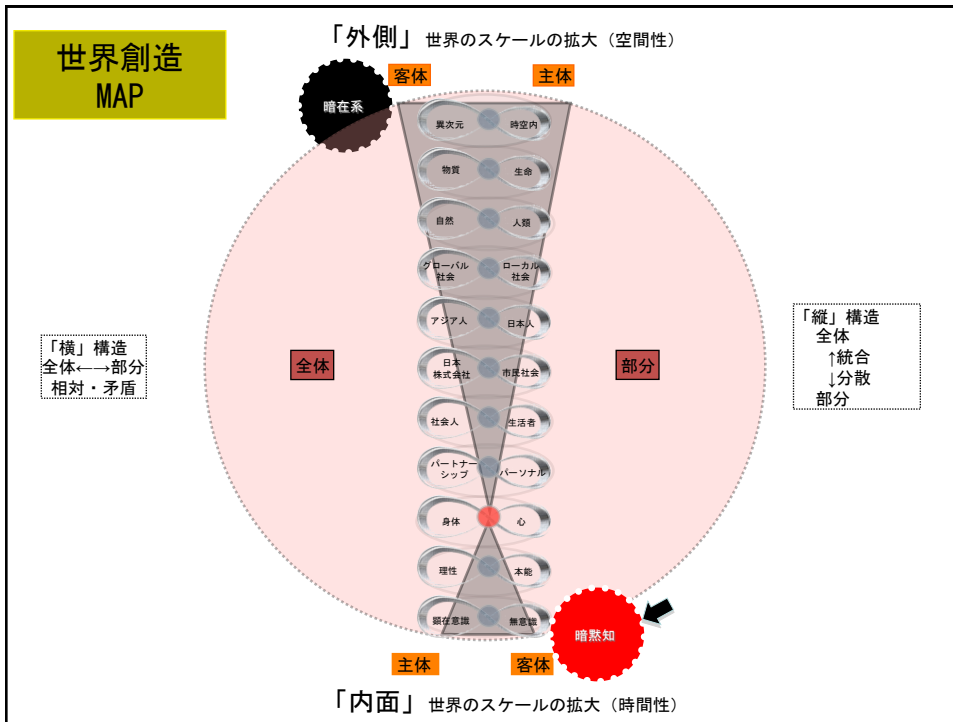 「外側」世界のスケールの拡大（空間性）
世界創造
MAP
客体
主体
暗在系
異次元
時空内
物質
生命
自然
人類
グローバル
社会
ローカル
社会
アジア人
日本人
「横」構造
全体←→部分
相対・矛盾
全体
日本
株式会社
市民社会
部分
「縦」構造
全体
↑統合
↓分散
部分
社会人
生活者
パートナー
シップ
パーソナル
身体
心
理性
本能
顕在意識
無意識
暗黙知
主体
客体
「内面」世界のスケールの拡大（時間性）